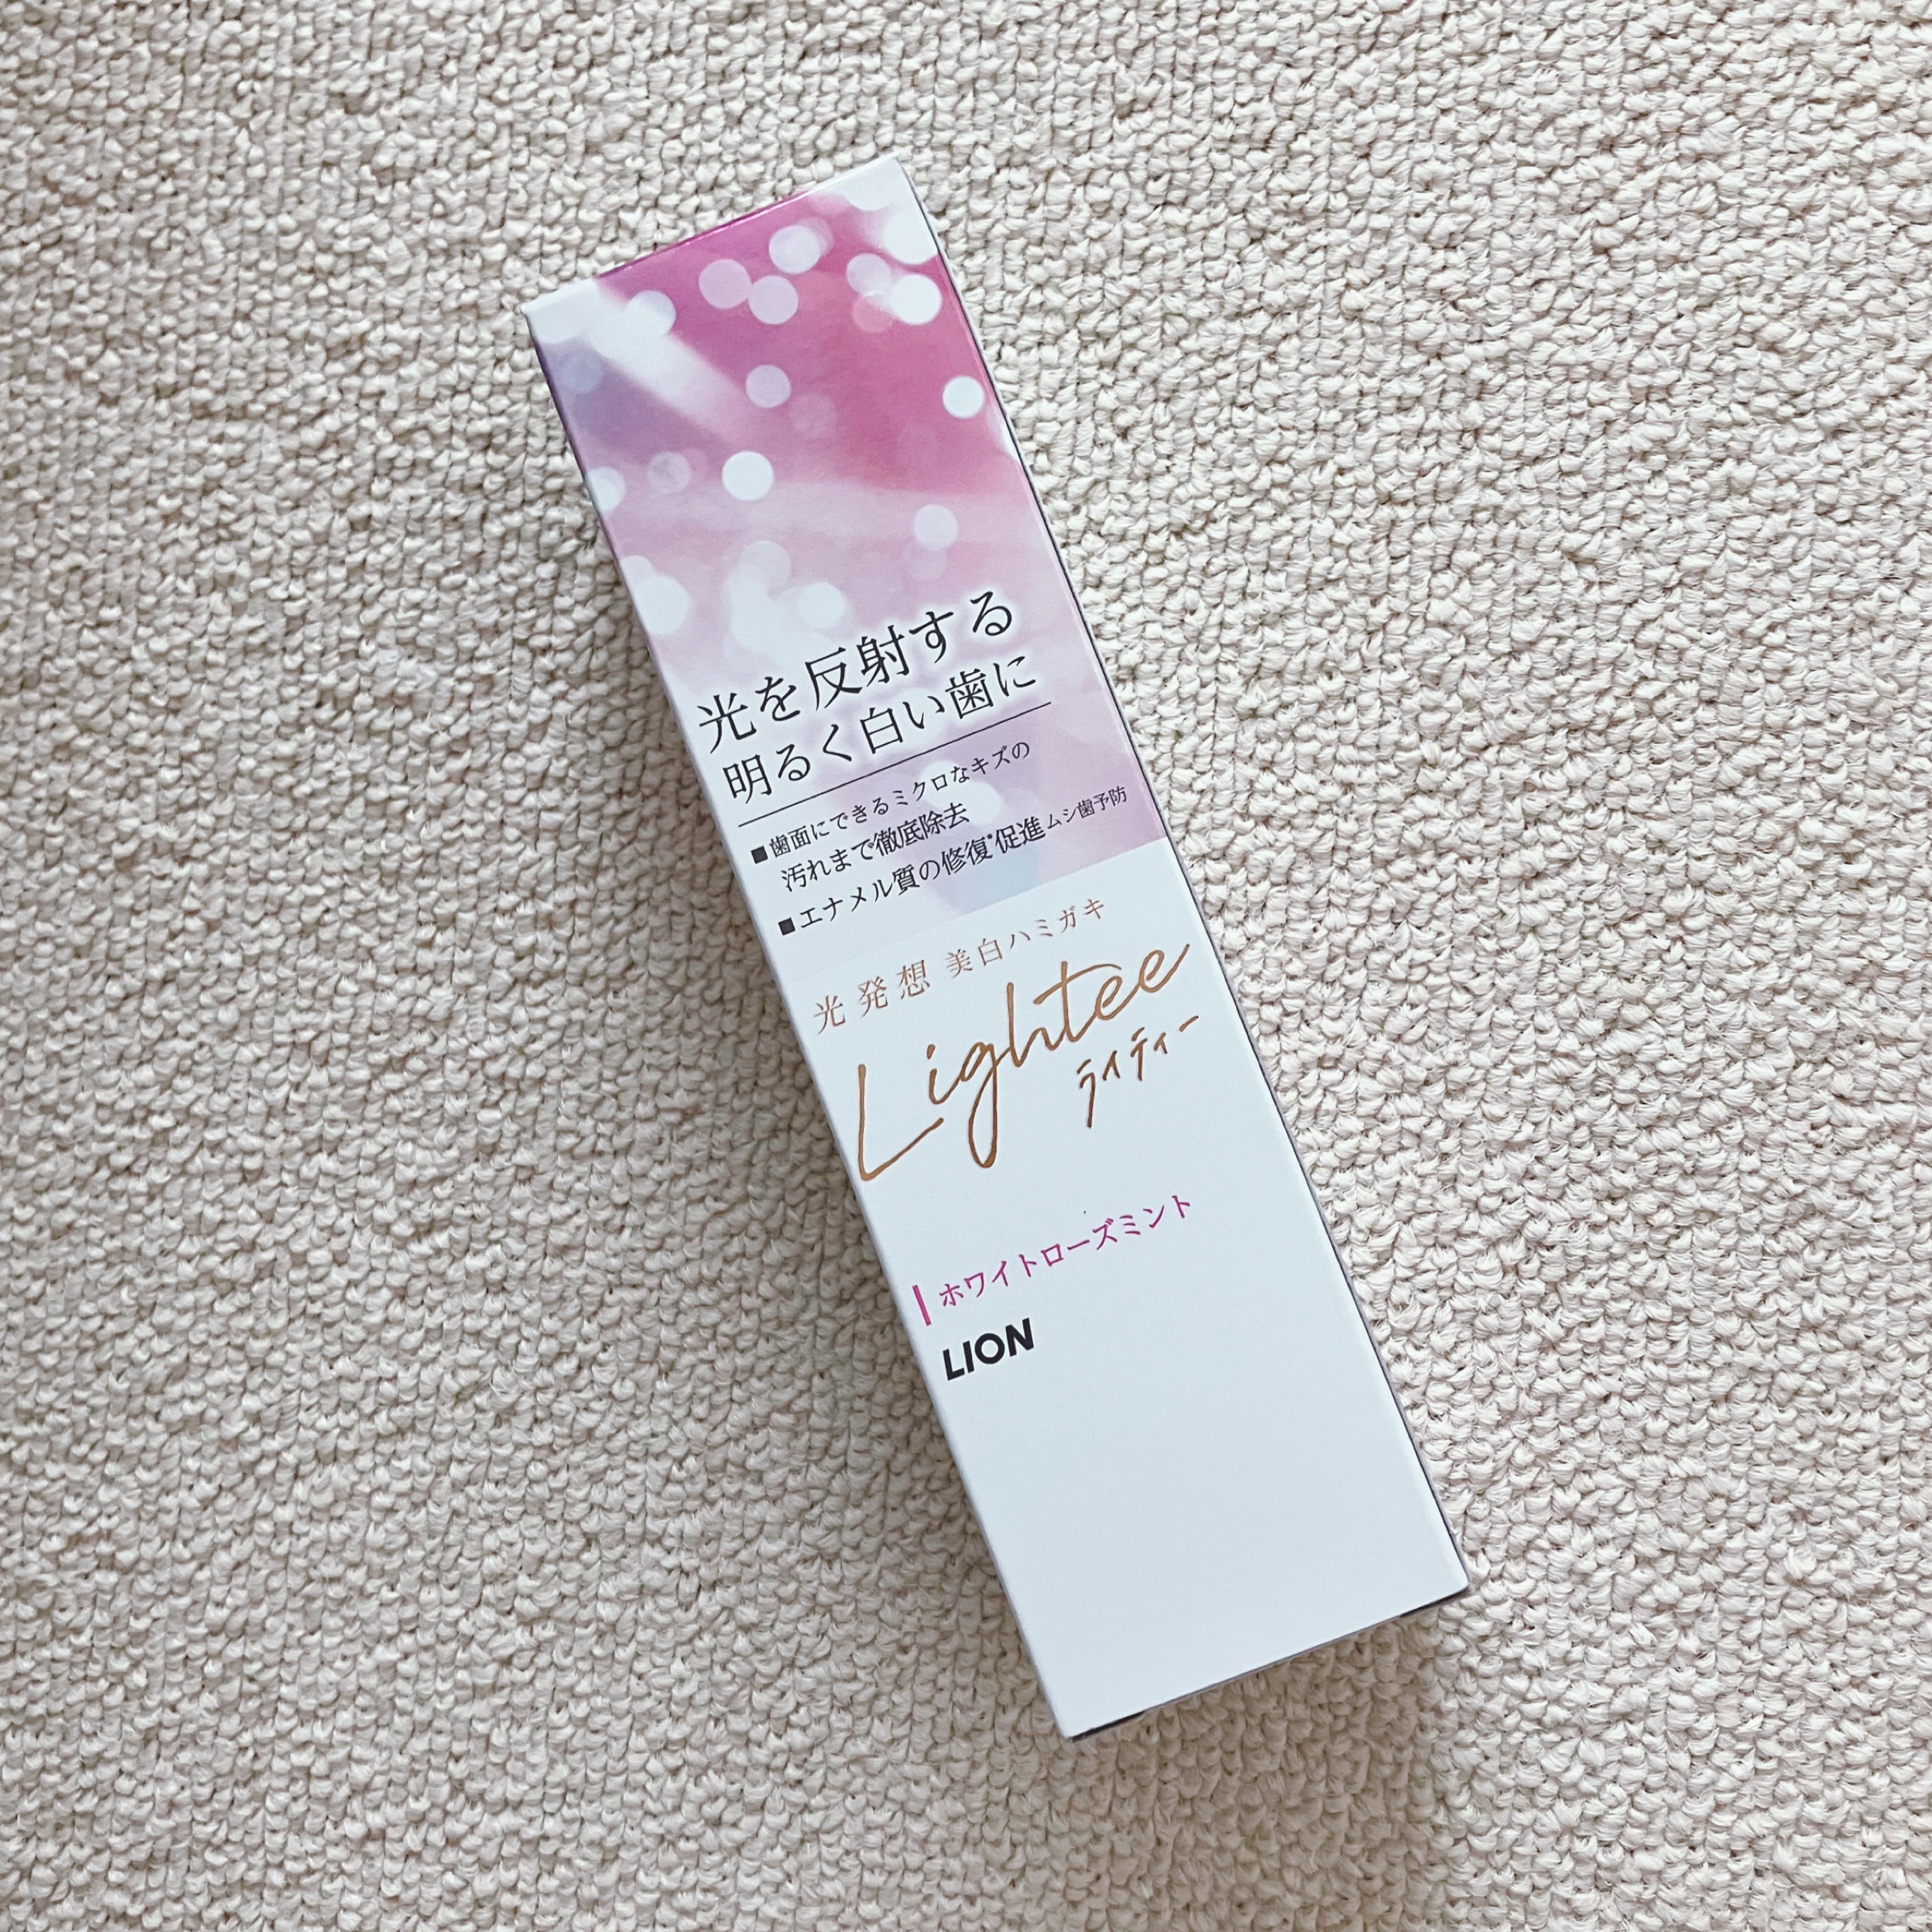 光を反射する
明るく白い歯に
■歯面にできるミクロなキズの
汚れまで徹底除去
■エナメル質の修復*促進 ムシ歯予防
光発想 美白ハミガキ
Lightee
ライティー
ホワイトローズミント
LION